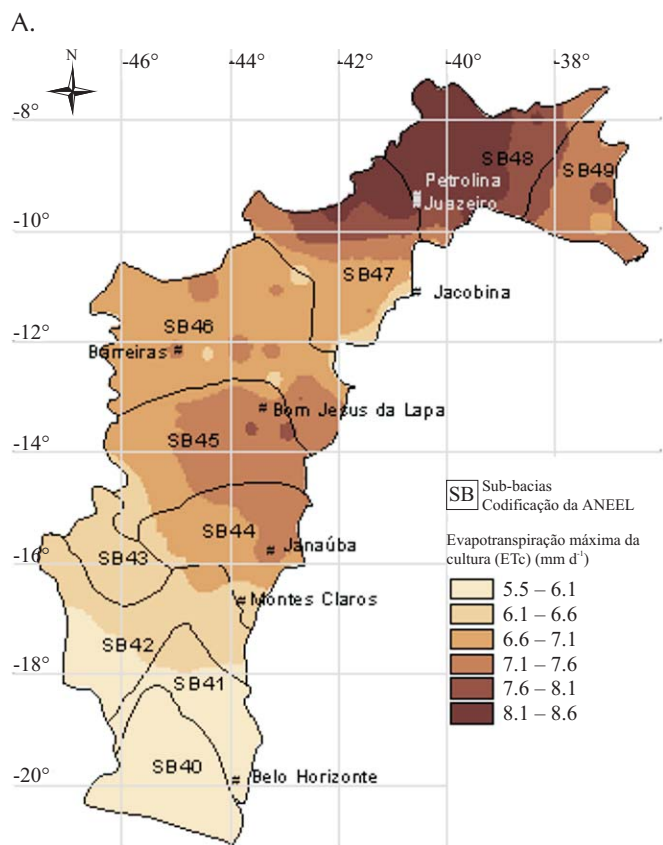 A.
N
-46° -44° -42° -40° -38°
-8°
-10°
-12°
-14°
-16°
-18°
-20°
SB48
SB49
Petrolina
Juazeiro
SB47
Jacobina
SB46
Barreiras
Bom Jesus da Lapa
SB45
SB44
Janaúba
SB43
Montes Claros
SB42
SB41
SB40
Belo Horizonte
SB Sub-bacias
Codificação da ANEEL
Evapotranspiração máxima da
cultura (ETc) (mm d⁻¹)
5.5 – 6.1
6.1 – 6.6
6.6 – 7.1
7.1 – 7.6
7.6 – 8.1
8.1 – 8.6